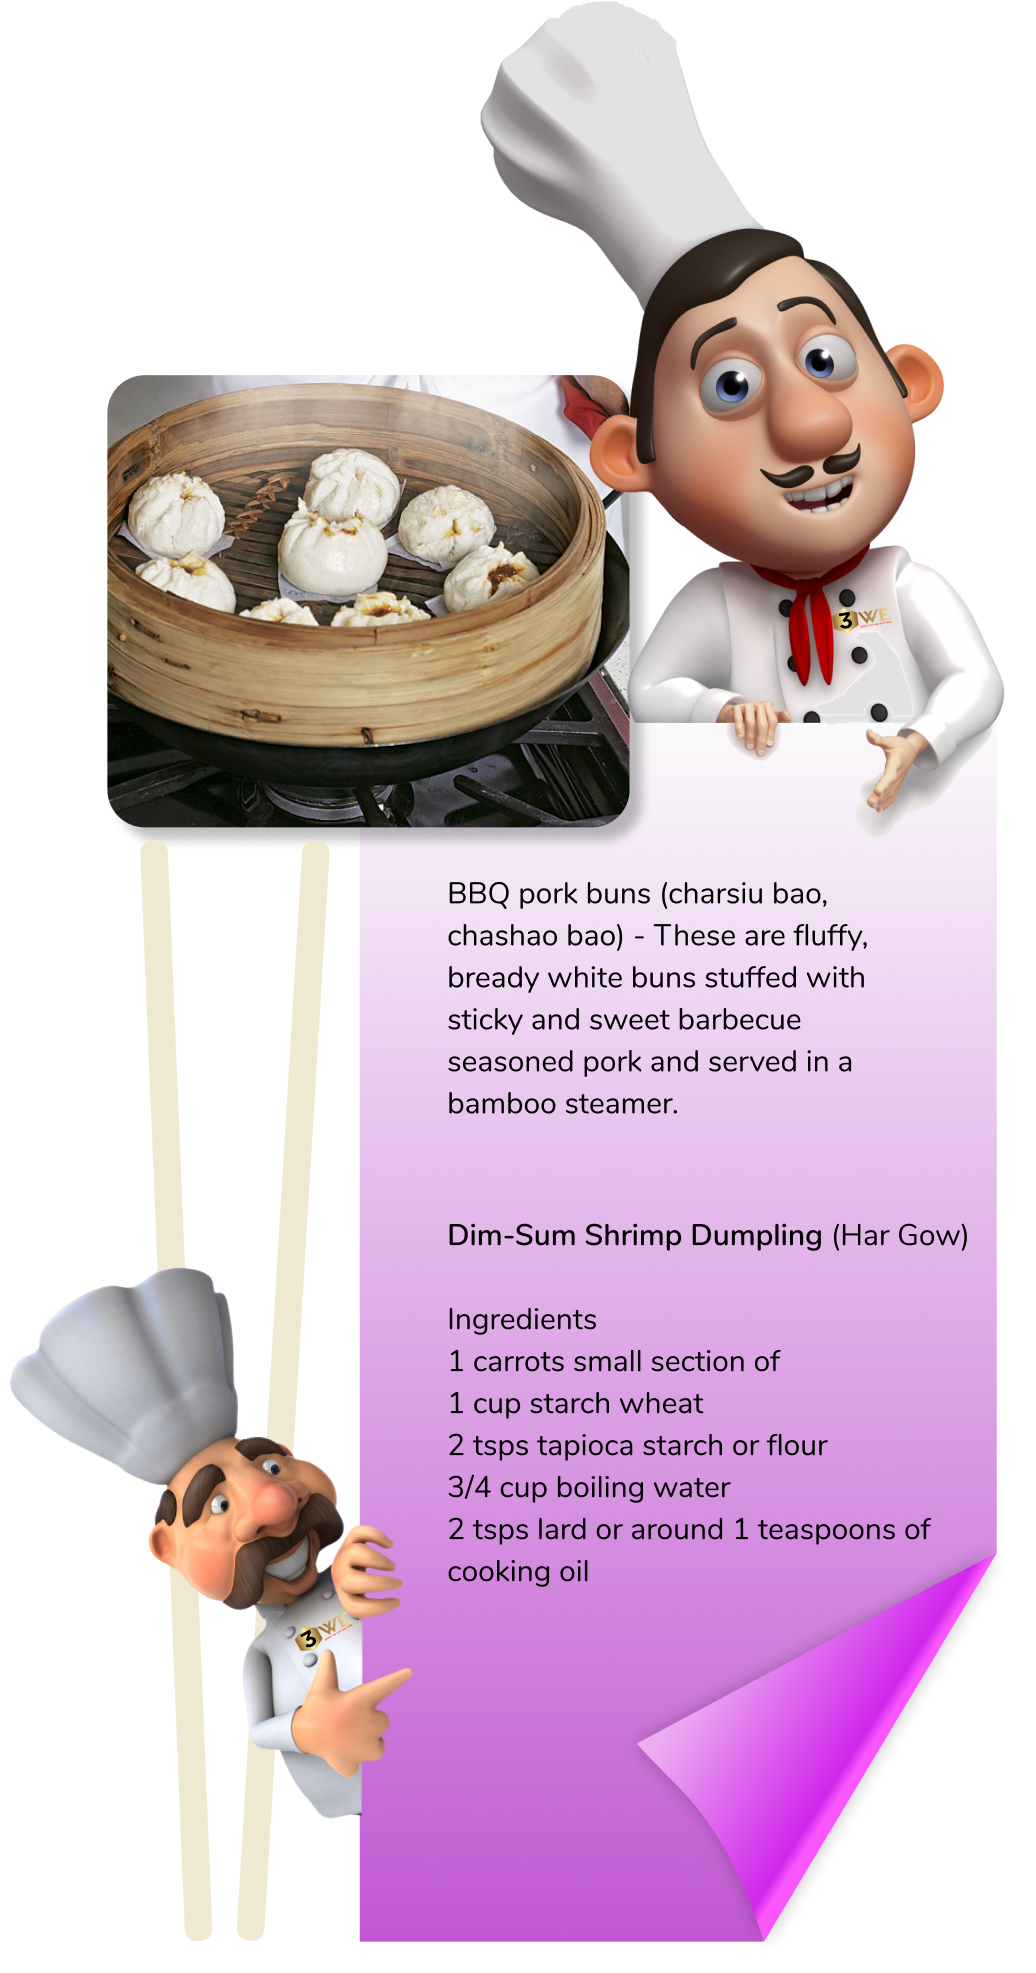 3WE
BBQ pork buns (charsiu bao,
chashao bao) - These are fluffy,
bready white buns stuffed with
sticky and sweet barbecue
seasoned pork and served in a
bamboo steamer.
Dim-Sum Shrimp Dumpling (Har Gow)
Ingredients
1 carrots small section of
1 cup starch wheat
2 tsps tapioca starch or flour
3/4 cup boiling water
2 tsps lard or around 1 teaspoons of
cooking oil
3WE